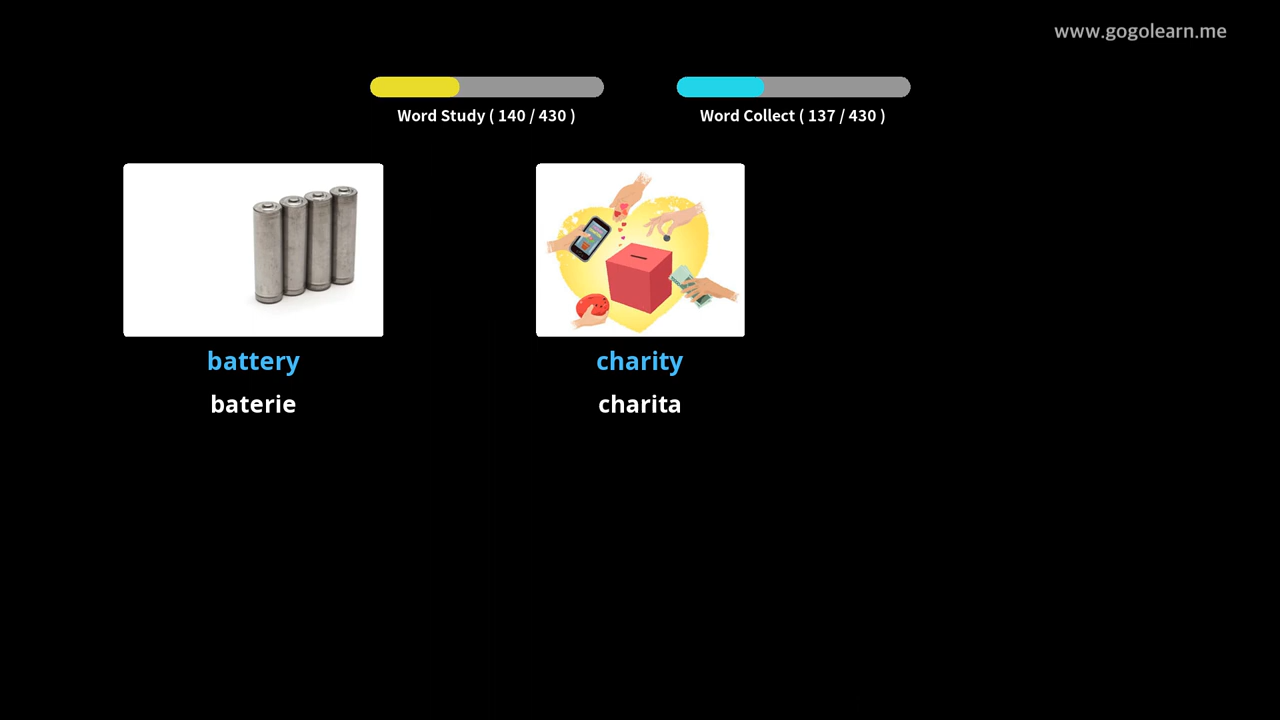 www.gogolearn.me
Word Study ( 140 / 430 )
Word Collect ( 137 / 430 )
battery
charity
baterie
charita